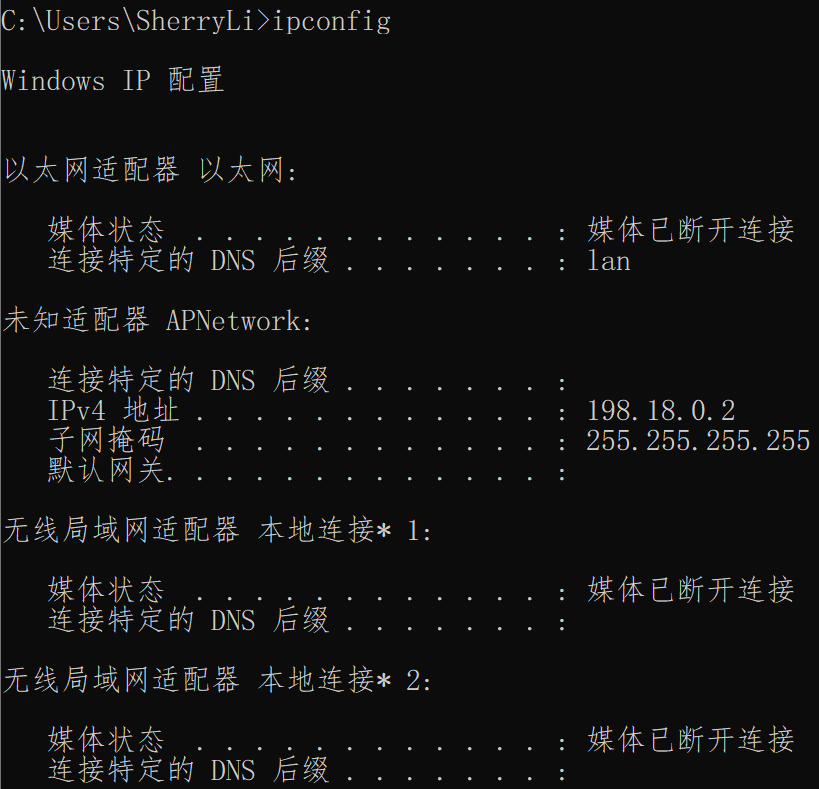 C:\Users\SherryLi>ipconfig
Windows IP 配置
以太网适配器 以太网:
媒体状态  . . . . . . . . . . . . : 媒体已断开连接
连接特定的 DNS 后缀 . . . . . . . : lan
未知适配器 APNetwork:
连接特定的 DNS 后缀 . . . . . . . :
IPv4 地址 . . . . . . . . . . . . : 198.18.0.2
子网掩码  . . . . . . . . . . . . : 255.255.255.255
默认网关. . . . . . . . . . . . . :
无线局域网适配器 本地连接* 1:
媒体状态  . . . . . . . . . . . . : 媒体已断开连接
连接特定的 DNS 后缀 . . . . . . . :
无线局域网适配器 本地连接* 2:
媒体状态  . . . . . . . . . . . . : 媒体已断开连接
连接特定的 DNS 后缀 . . . . . . . :